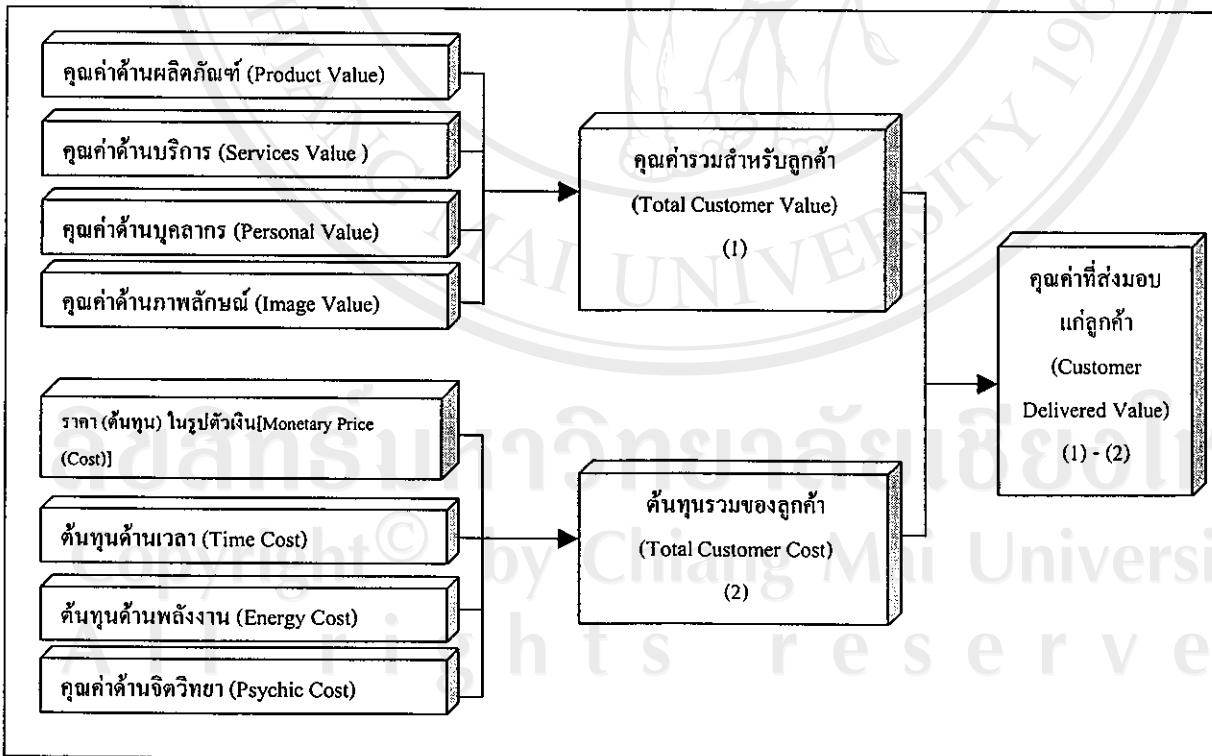 คุณค่าด้านผลิตภัณฑ์ (Product Value)
คุณค่าด้านบริการ (Services Value )
คุณค่าด้านบุคลากร (Personal Value)
คุณค่าด้านภาพลักษณ์ (Image Value)
คุณค่ารวมสำหรับลูกค้า
(Total Customer Value)
(1)
ราคา (ต้นทุน) ในรูปตัวเงิน[Monetary Price
(Cost)]
ต้นทุนด้านเวลา (Time Cost)
ต้นทุนด้านพลังงาน (Energy Cost)
คุณค่าด้านจิตวิทยา (Psychic Cost)
ต้นทุนรวมของลูกค้า
(Total Customer Cost)
(2)
คุณค่าที่ส่งมอบ
แก่ลูกค้า
(Customer
Delivered Value)
(1) - (2)
HIANG MAI UNIVERSITY 196
ลิขสิทธิ์มหาวิทยาลัยเชียงให
Copyright © by Chiang Mai Universi
All rights reserve